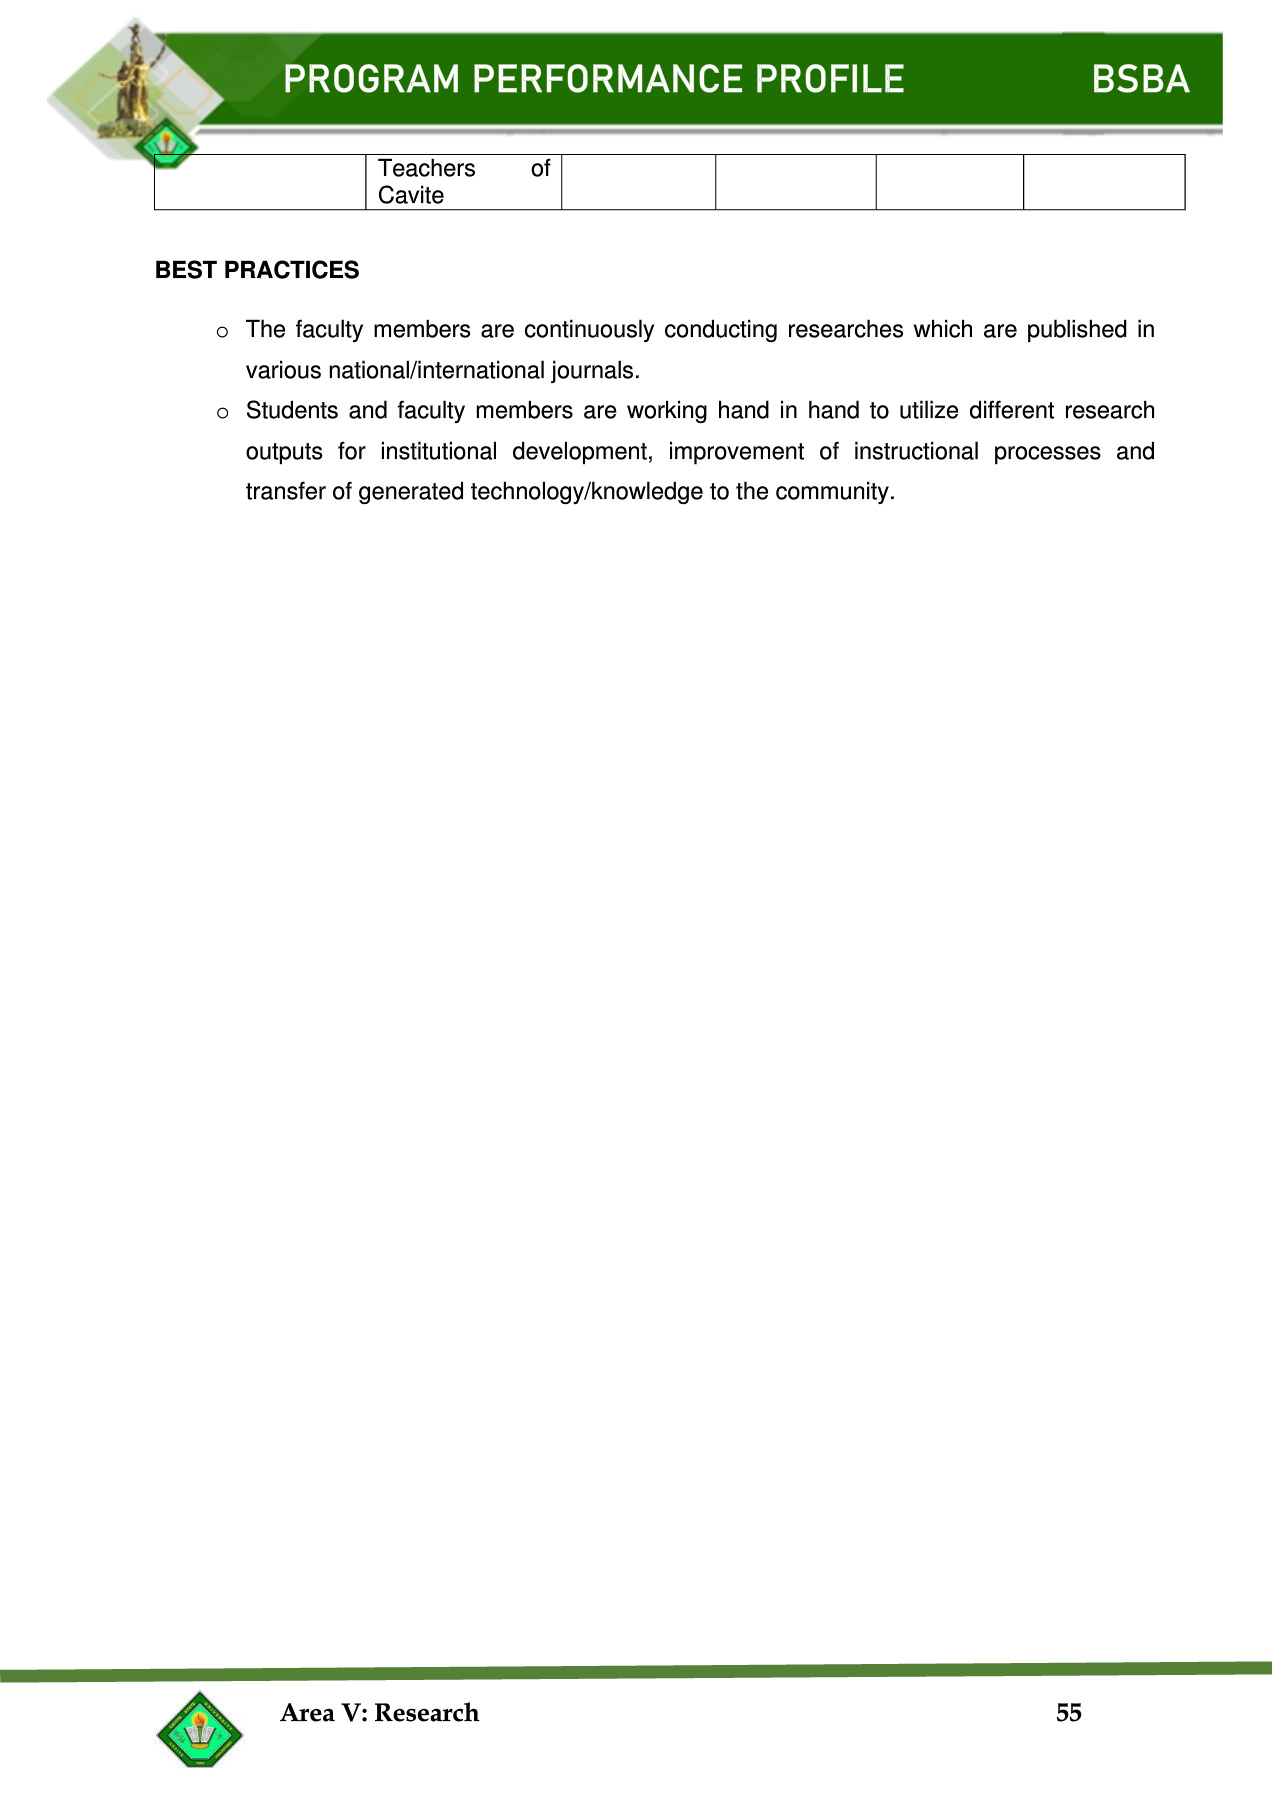 PROGRAM PERFORMANCE PROFILE BSBA
Teachers of
Cavite
BEST PRACTICES
o The faculty members are continuously conducting researches which are published in
various national/international journals.
o Students and faculty members are working hand in hand to utilize different research
outputs for institutional development, improvement of instructional processes and
transfer of generated technology/knowledge to the community.
Area V: Research 55